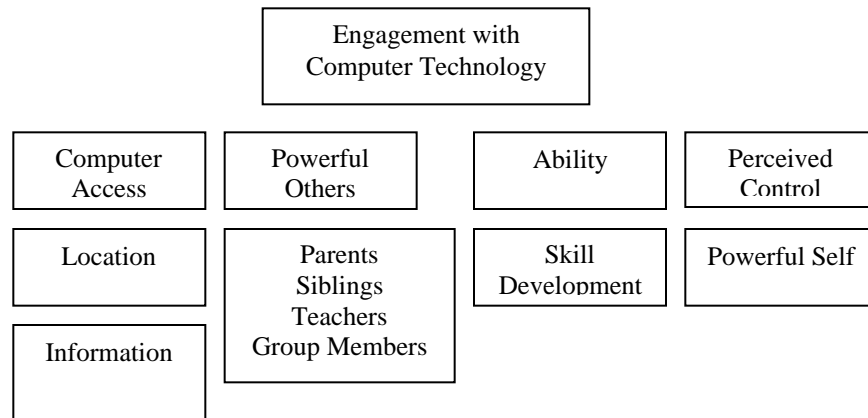 Engagement with
Computer Technology
Computer
Access
Powerful
Others
Ability
Perceived
Control
Location
Parents
Siblings
Teachers
Group Members
Skill
Development
Powerful Self
Information